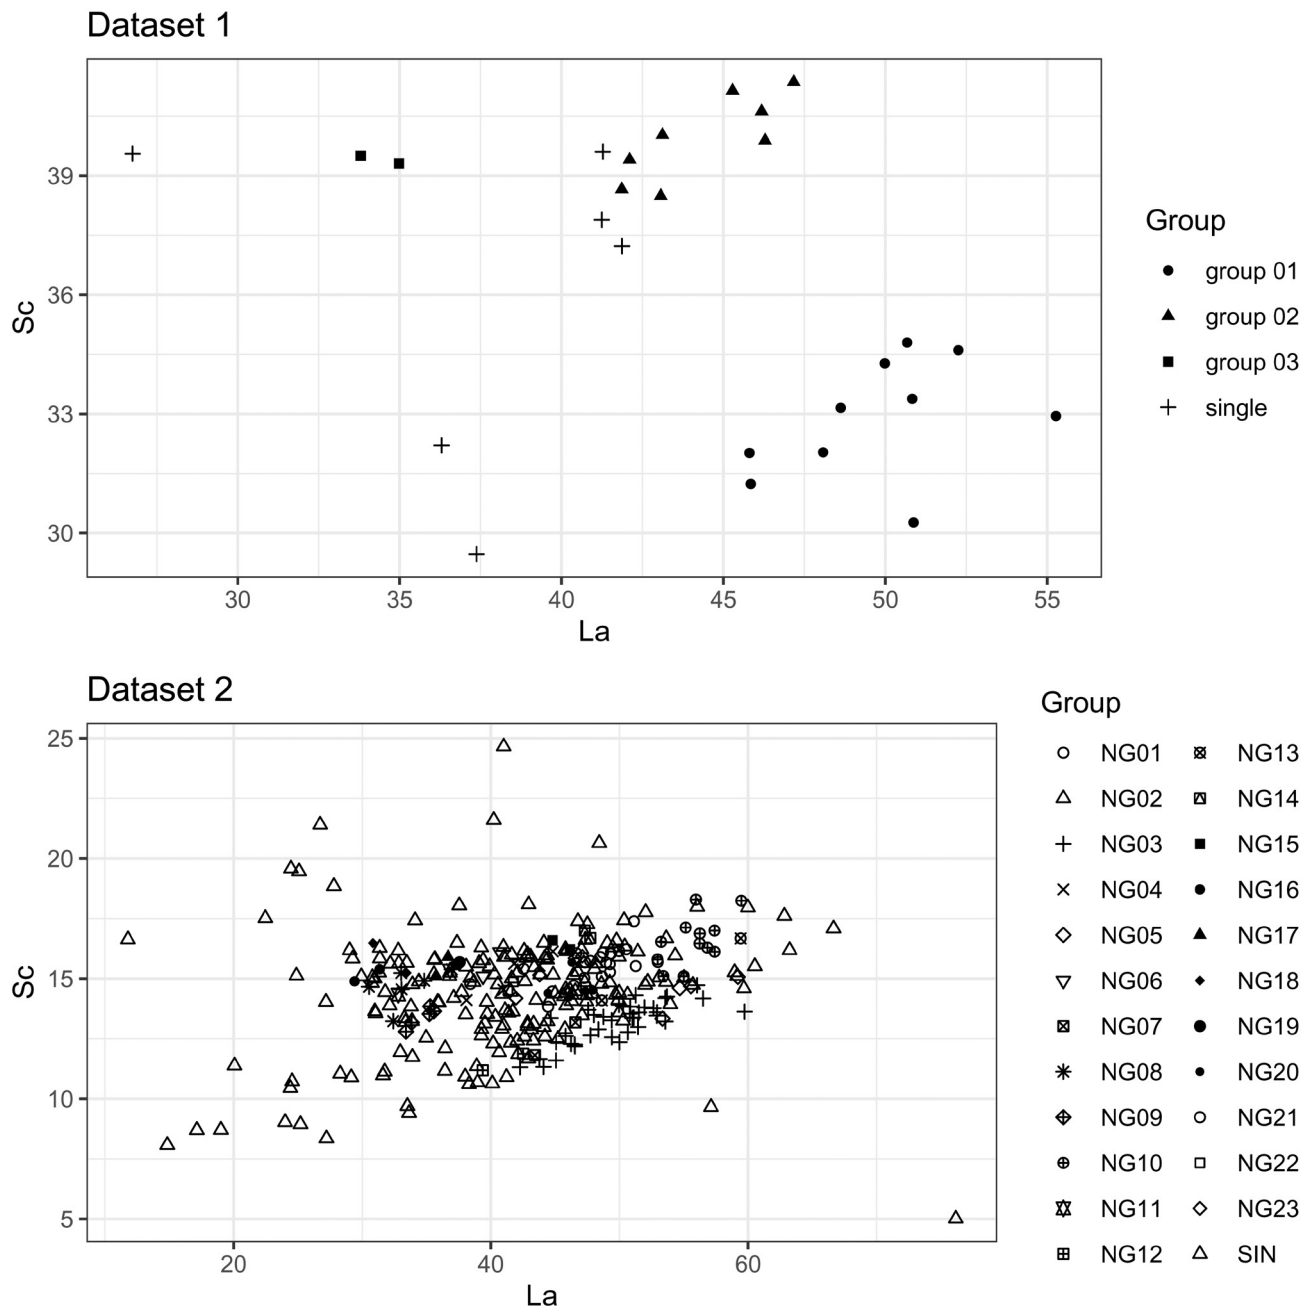 Dataset 1
39
36
33
30
Sc
30 35 40 45 50 55
La
Group
group 01
group 02
group 03
single
Dataset 2
25
20
15
10
5
Sc
20 40 60
La
Group
NG01 NG13
NG02 NG14
NG03 NG15
NG04 NG16
NG05 NG17
NG06 NG18
NG07 NG19
NG08 NG20
NG09 NG21
NG10 NG22
NG11 NG23
NG12 SIN